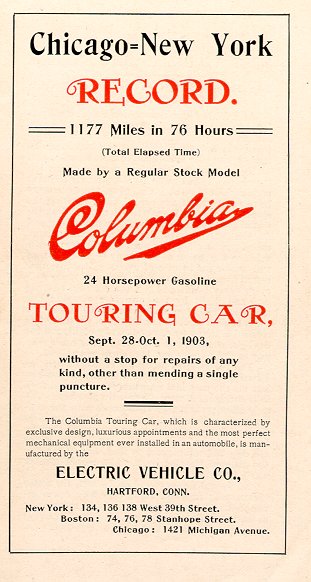 Chicago=New York
RECORD.
1177 Miles in 76 Hours
(Total Elapsed Time)
Made by a Regular Stock Model
Columbia
24 Horsepower Gasoline
TOURING CAR,
Sept. 28-Oct. 1, 1903,
without a stop for repairs of any
kind, other than mending a single
puncture.
The Columbia Touring Car, which is characterized by
exclusive design, luxurious appointments and the most perfect
mechanical equipment ever installed in an automobile, is man-
ufactured by the
ELECTRIC VEHICLE CO.,
HARTFORD, CONN.
New York: 134, 136 138 West 39th Street.
Boston: 74, 76, 78 Stanhope Street.
Chicago: 1421 Michigan Avenue.